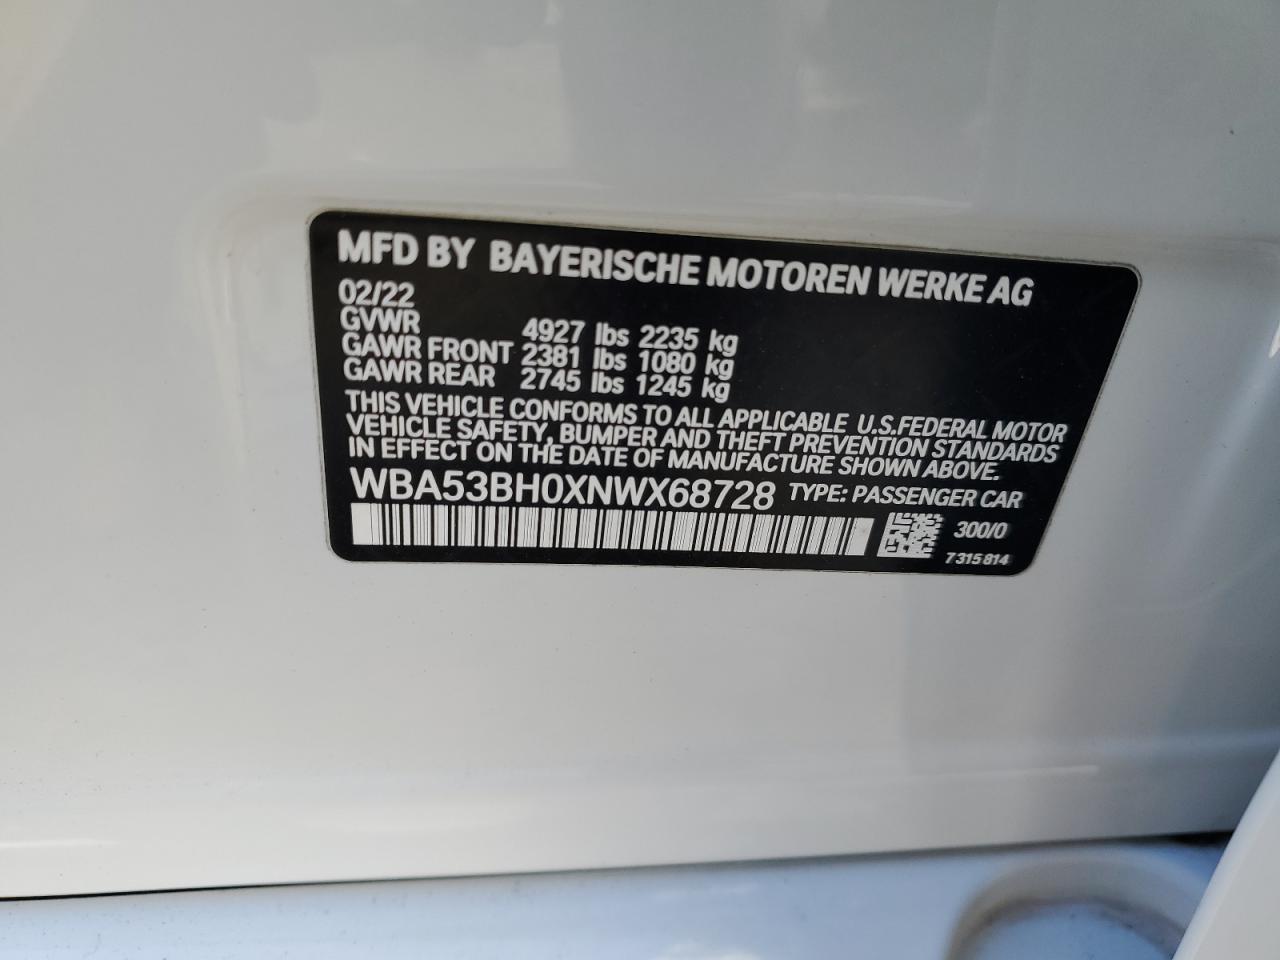 MFD BY BAYERISCHE MOTOREN WERKE AG
02/22
GVWR 4927 lbs 2235 kg
GAWR FRONT 2381 lbs 1080 kg
GAWR REAR 2745 lbs 1245 kg
THIS VEHICLE CONFORMS TO ALL APPLICABLE U.S.FEDERAL MOTOR
VEHICLE SAFETY, BUMPER AND THEFT PREVENTION STANDARDS
IN EFFECT ON THE DATE OF MANUFACTURE SHOWN ABOVE.
WBA53BH0XNWX68728 TYPE: PASSENGER CAR
300/0
7 315 814